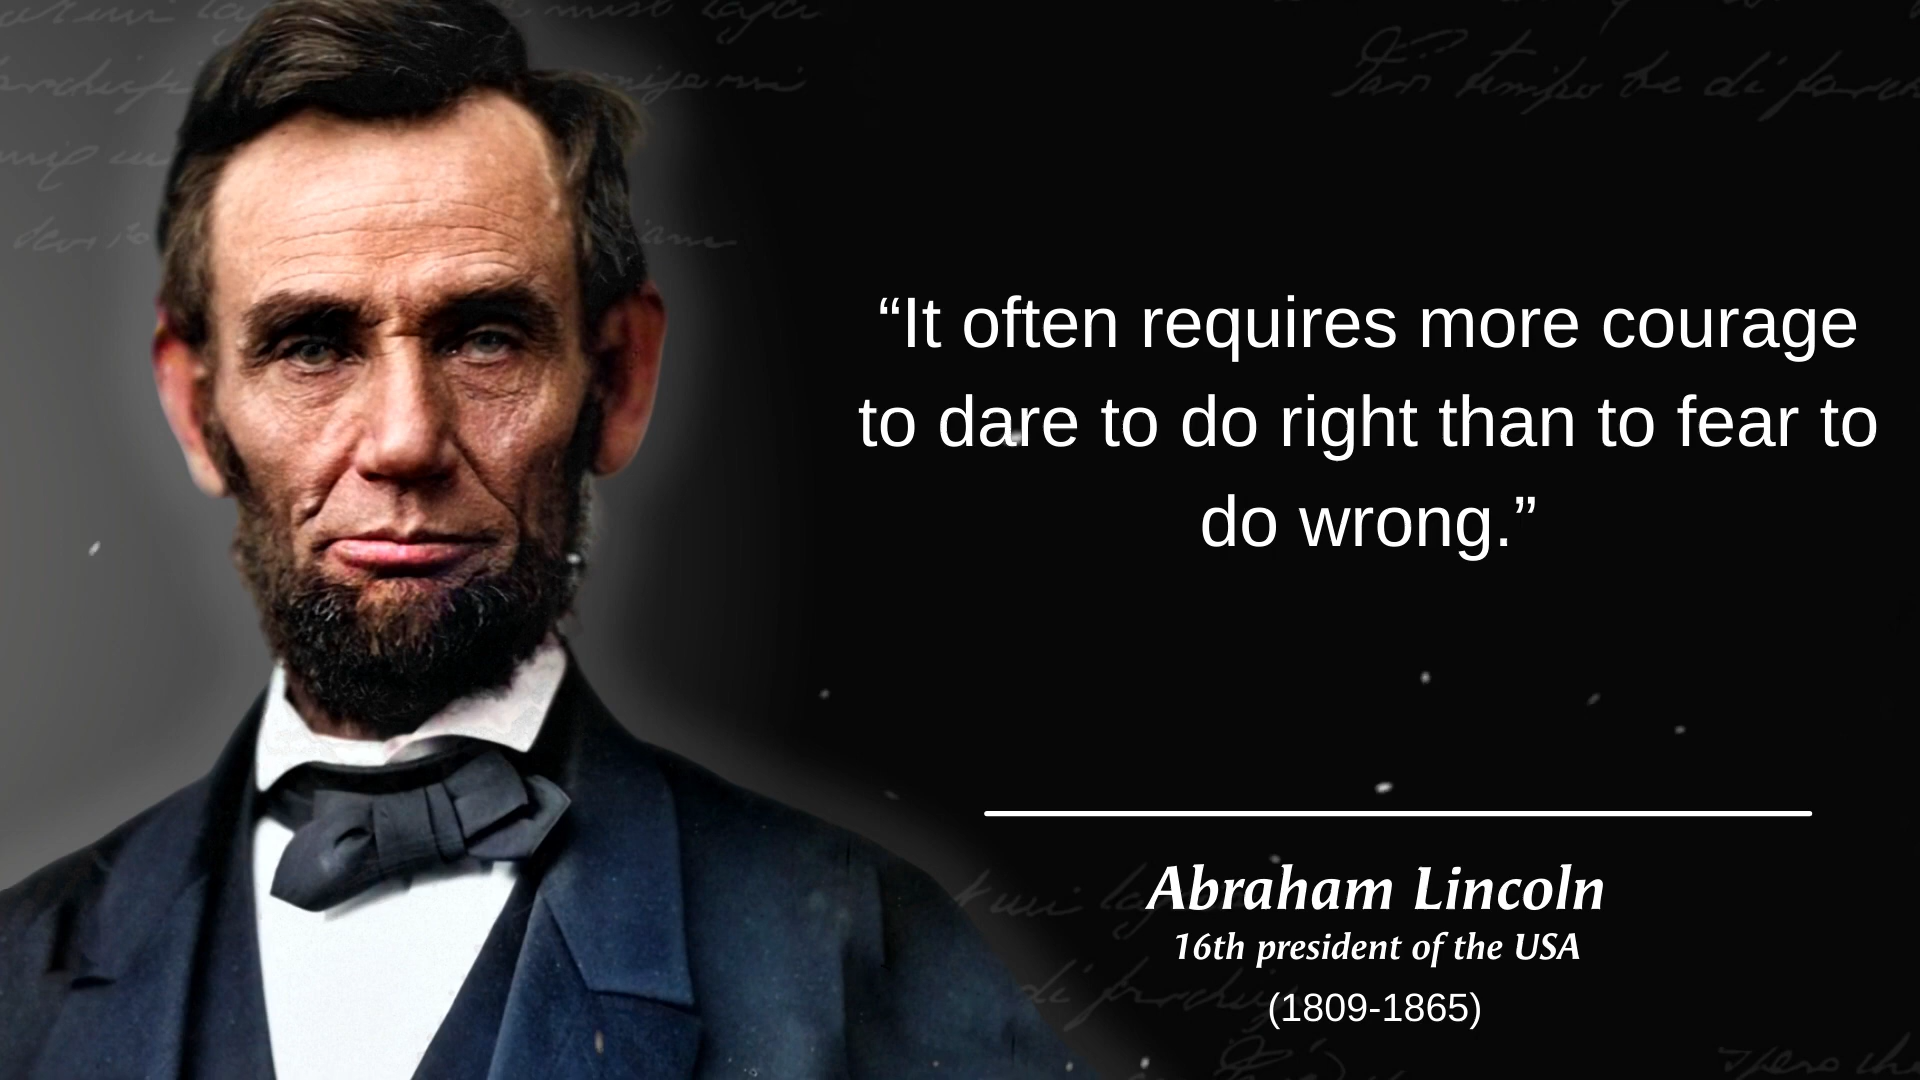 “It often requires more courage
to dare to do right than to fear to
do wrong.”
Abraham Lincoln
16th president of the USA
(1809-1865)